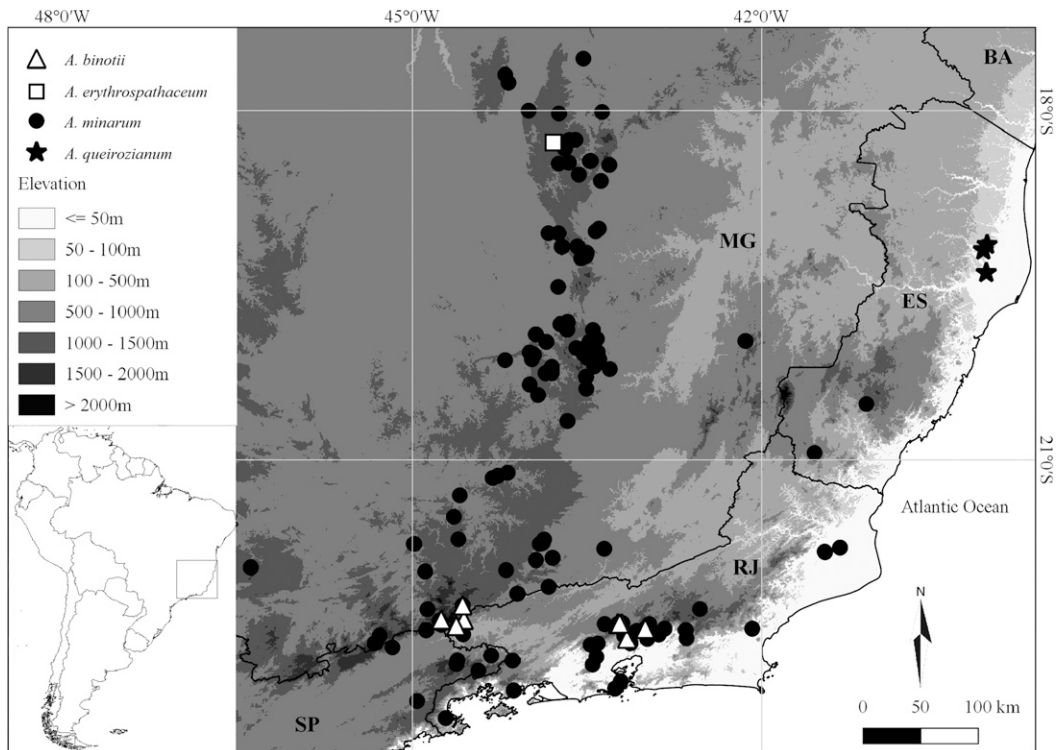 48°0'W
45°0'W
42°0'W
A. binotii
A. erythrospathaceum
A. minarum
A. queirozianum
Elevation
<= 50m
50 - 100m
100 - 500m
500 - 1000m
1000 - 1500m
1500 - 2000m
> 2000m
BA
18°0'S
MG
ES
21°0'S
Atlantic Ocean
RJ
N
SP
0 50 100 km